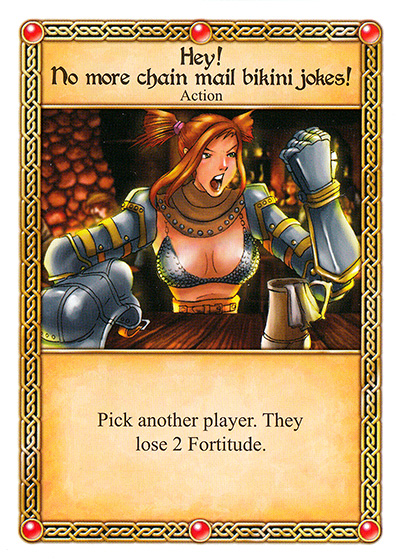 Hey!
No more chain mail bikini jokes!
Action
Pick another player. They
lose 2 Fortitude.